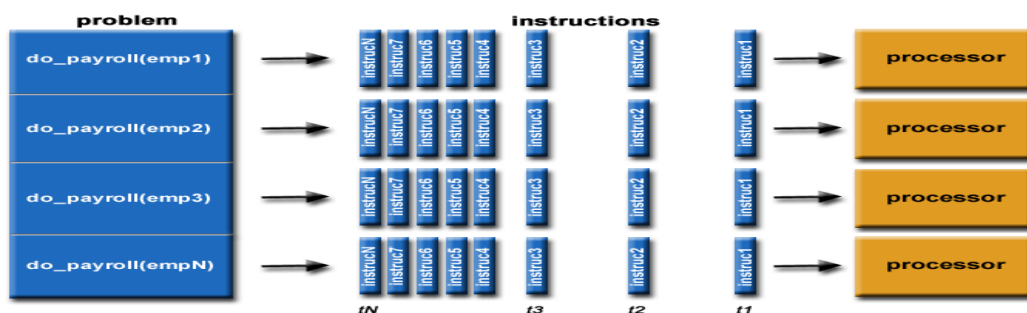 problem instructions
do_payroll(emp1) instrucN instruc7 instruc6 instruc5 instruc4 instruc3 instruc2 instruc1 processor
do_payroll(emp2) instrucN instruc7 instruc6 instruc5 instruc4 instruc3 instruc2 instruc1 processor
do_payroll(emp3) instrucN instruc7 instruc6 instruc5 instruc4 instruc3 instruc2 instruc1 processor
do_payroll(empN) instrucN instruc7 instruc6 instruc5 instruc4 instruc3 instruc2 instruc1 processor
tN t3 t2 t1